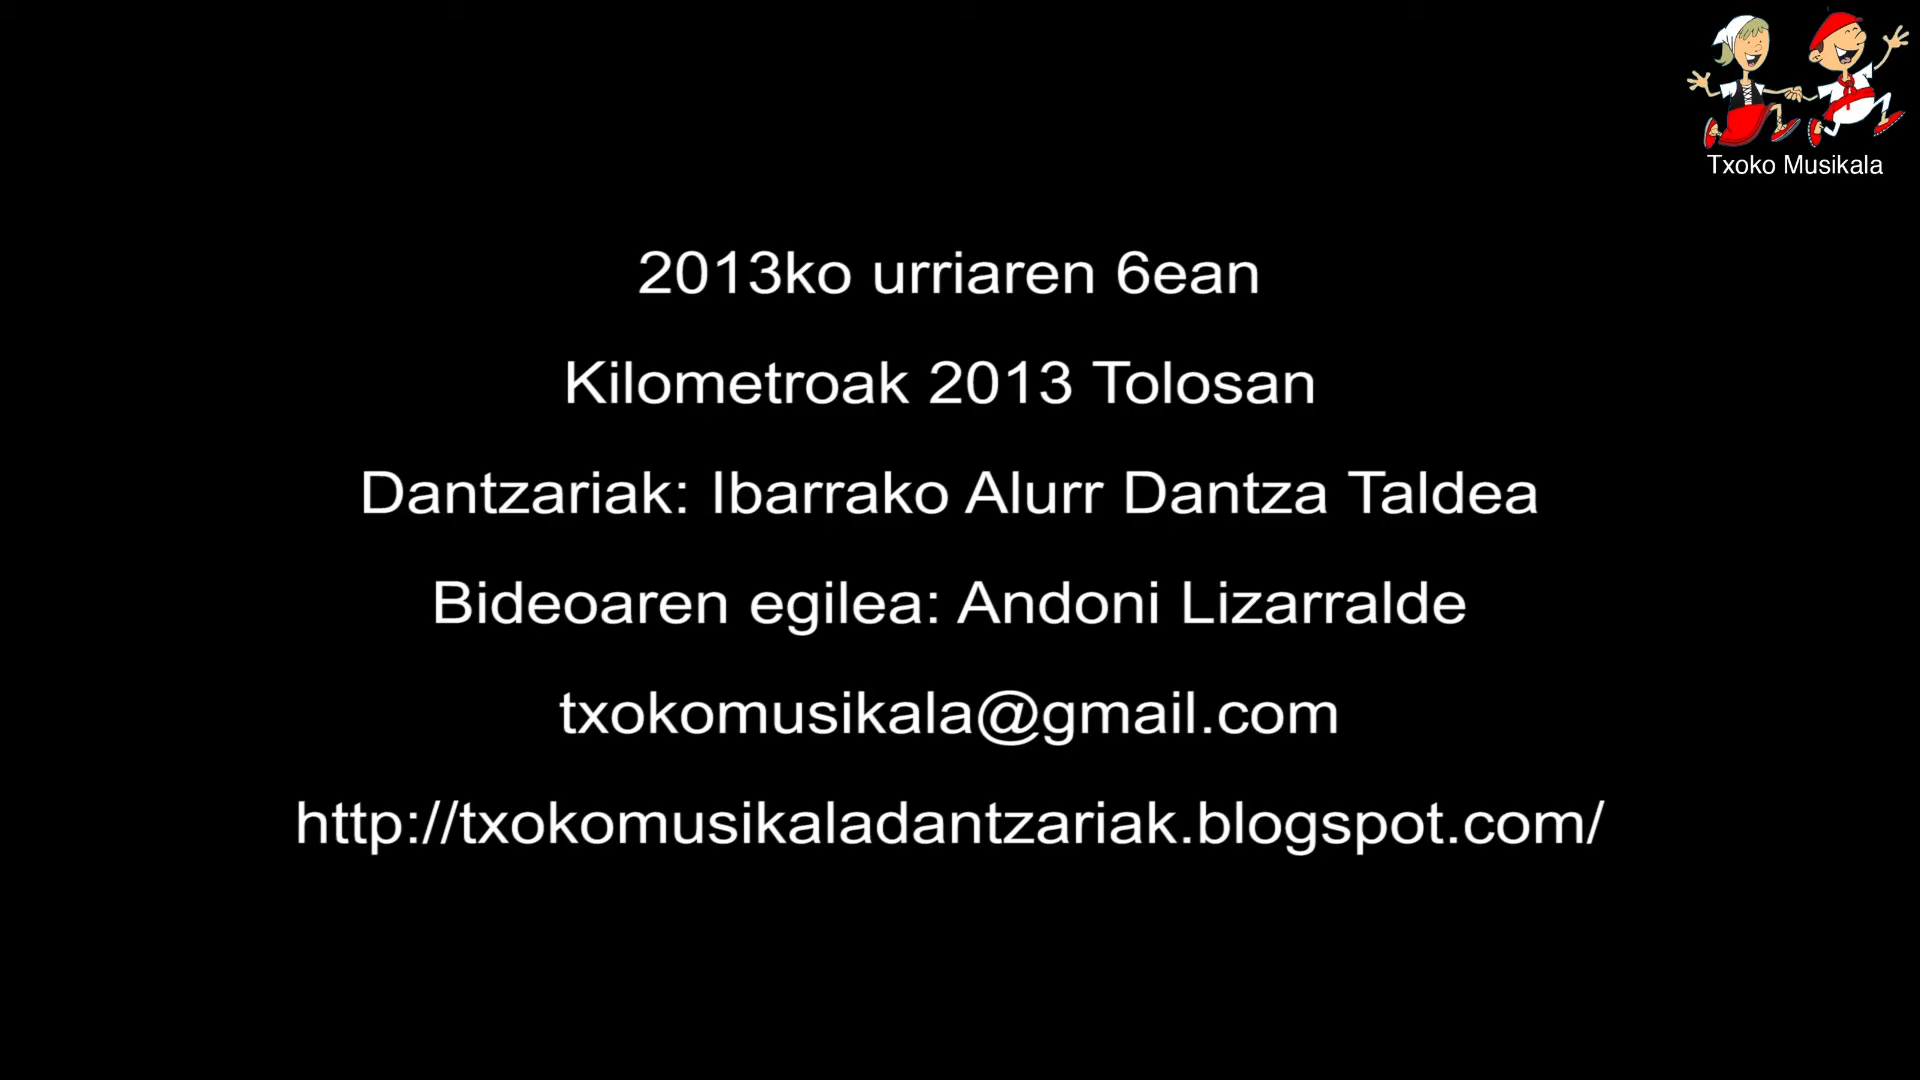 Txoko Musikala
2013ko urriaren 6ean
Kilometroak 2013 Tolosan
Dantzariak: Ibarrako Alurr Dantza Taldea
Bideoaren egilea: Andoni Lizarralde
txokomusikala@gmail.com
http://txokomusikaladantzariak.blogspot.com/